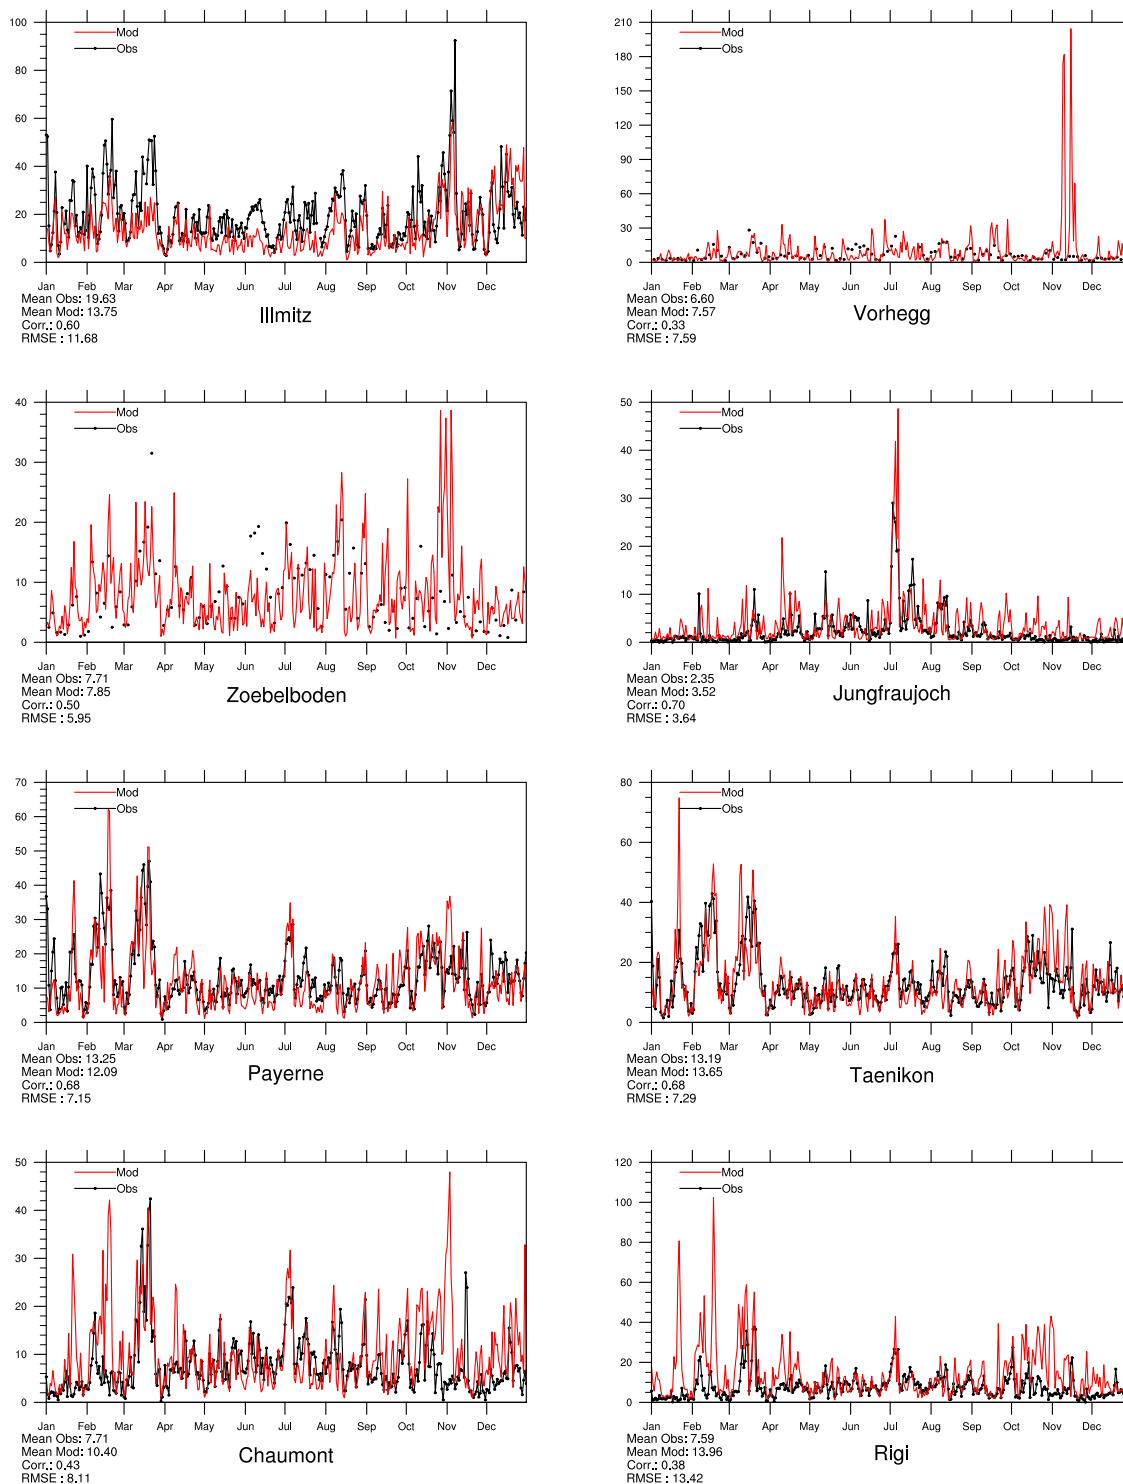 100
80
60
40
20
0
Mod
Obs
Jan Feb Mar Apr May Jun Jul Aug Sep Oct Nov Dec
Mean Obs: 19.63
Mean Mod: 13.75
Corr.: 0.60
RMSE : 11.68
Illmitz
210
180
150
120
90
60
30
0
Mod
Obs
Jan Feb Mar Apr May Jun Jul Aug Sep Oct Nov Dec
Mean Obs: 6.60
Mean Mod: 7.57
Corr.: 0.33
RMSE : 7.59
Vorhegg
40
30
20
10
0
Mod
Obs
Jan Feb Mar Apr May Jun Jul Aug Sep Oct Nov Dec
Mean Obs: 7.71
Mean Mod: 7.85
Corr.: 0.50
RMSE : 5.95
Zoebelboden
50
40
30
20
10
0
Mod
Obs
Jan Feb Mar Apr May Jun Jul Aug Sep Oct Nov Dec
Mean Obs: 2.35
Mean Mod: 3.52
Corr.: 0.70
RMSE : 3.64
Jungfraujoch
70
60
50
40
30
20
10
0
Mod
Obs
Jan Feb Mar Apr May Jun Jul Aug Sep Oct Nov Dec
Mean Obs: 13.25
Mean Mod: 12.09
Corr.: 0.68
RMSE : 7.15
Payerne
80
60
40
20
0
Mod
Obs
Jan Feb Mar Apr May Jun Jul Aug Sep Oct Nov Dec
Mean Obs: 13.19
Mean Mod: 13.65
Corr.: 0.68
RMSE : 7.29
Taenikon
50
40
30
20
10
0
Mod
Obs
Jan Feb Mar Apr May Jun Jul Aug Sep Oct Nov Dec
Mean Obs: 7.71
Mean Mod: 10.40
Corr.: 0.43
RMSE : 8.11
Chaumont
120
100
80
60
40
20
0
Mod
Obs
Jan Feb Mar Apr May Jun Jul Aug Sep Oct Nov Dec
Mean Obs: 7.59
Mean Mod: 13.96
Corr.: 0.38
RMSE : 13.42
Rigi